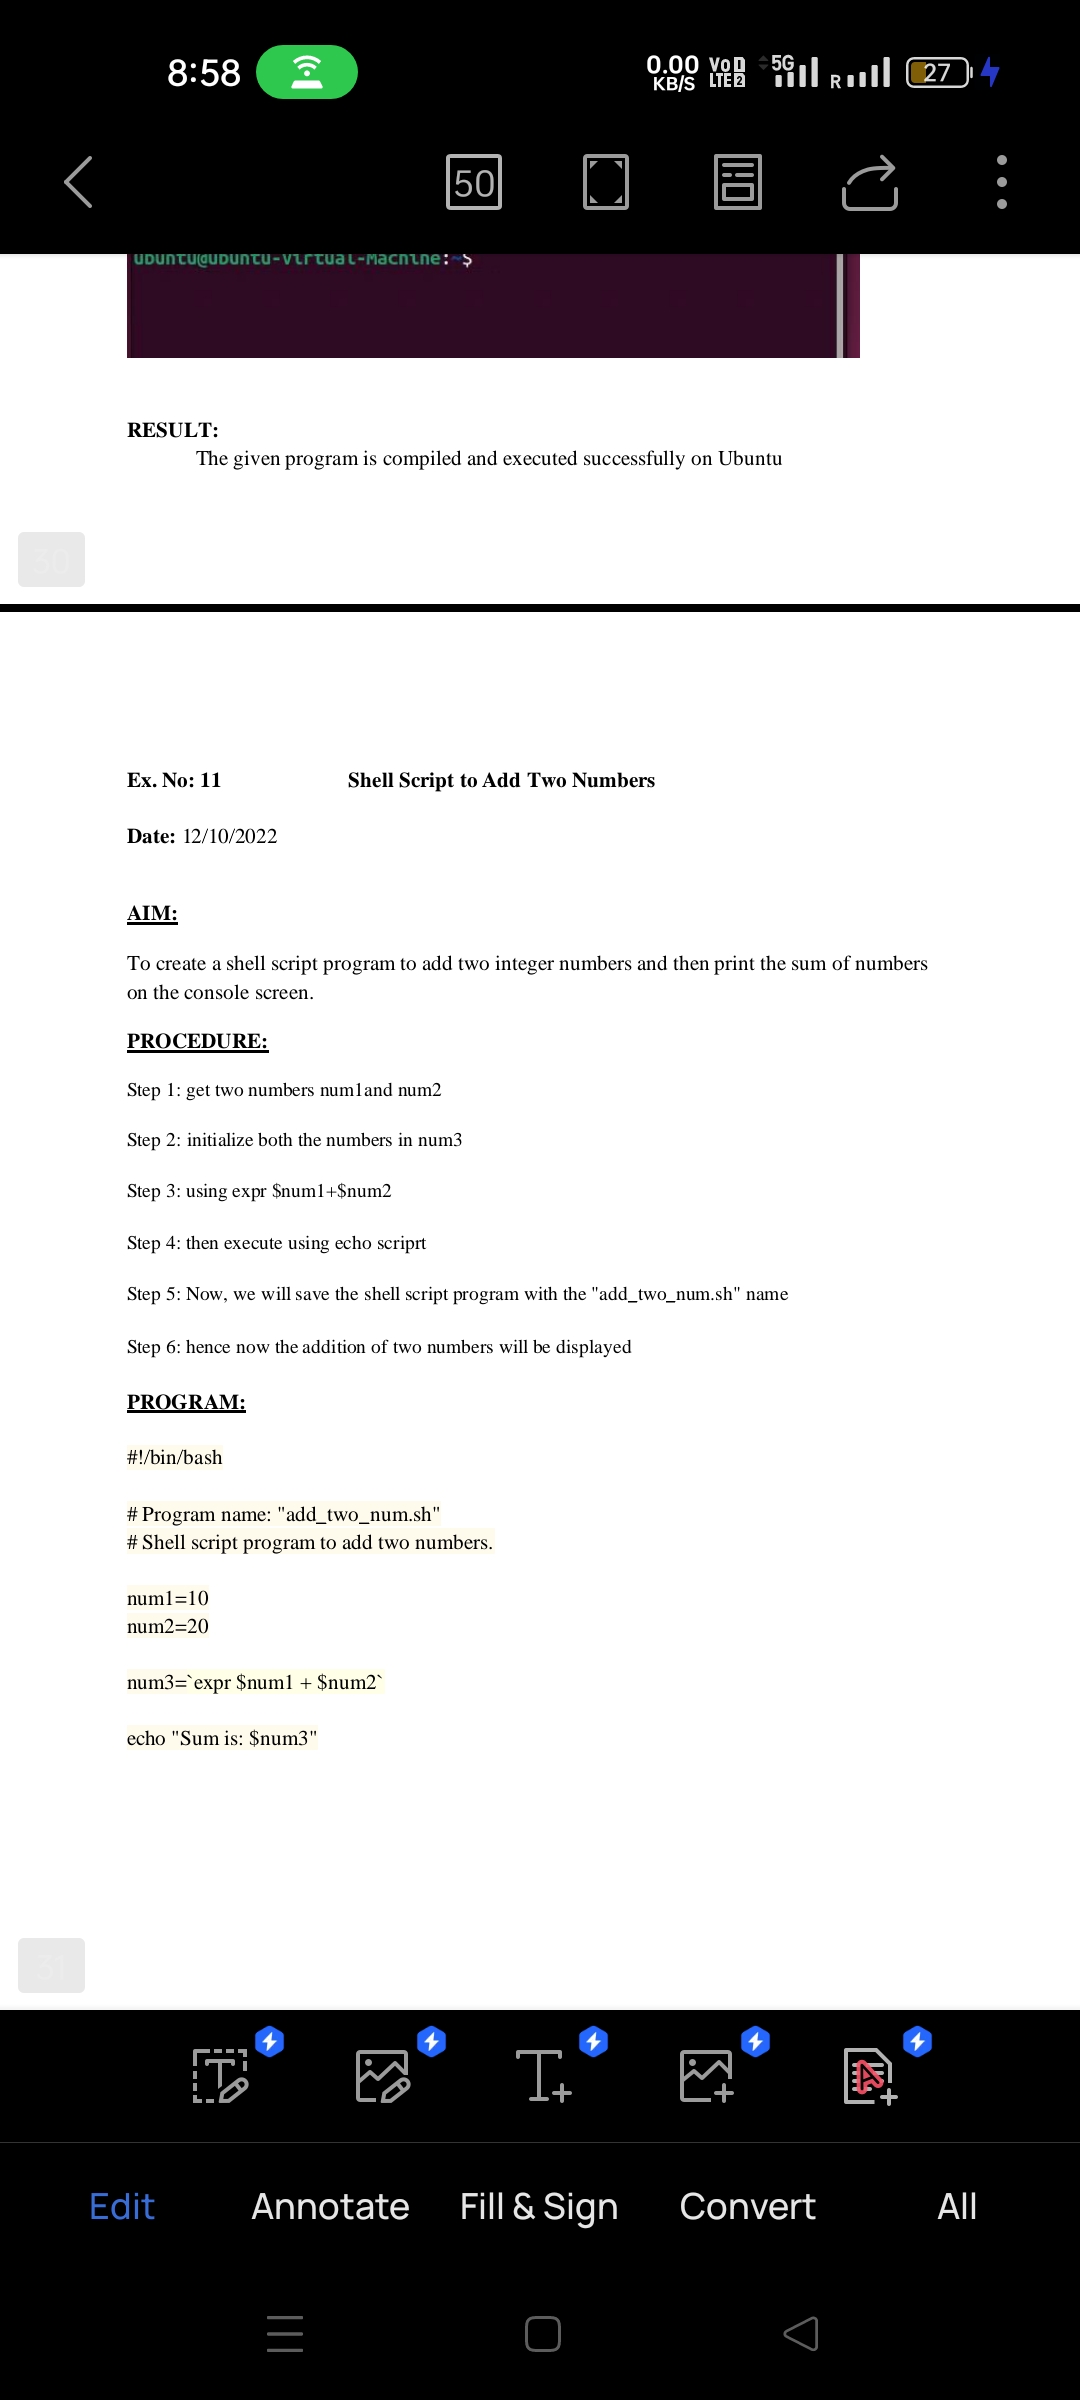 8:58
0.00 KB/S Vo1 LTE2 5G R 27
50
ubuntu@ubuntu-virtual-Machine:~$
RESULT:
The given program is compiled and executed successfully on Ubuntu
30
Ex. No: 11 Shell Script to Add Two Numbers
Date: 12/10/2022
AIM:
To create a shell script program to add two integer numbers and then print the sum of numbers
on the console screen.
PROCEDURE:
Step 1: get two numbers num1and num2
Step 2: initialize both the numbers in num3
Step 3: using expr $num1+$num2
Step 4: then execute using echo scriprt
Step 5: Now, we will save the shell script program with the "add_two_num.sh" name
Step 6: hence now the addition of two numbers will be displayed
PROGRAM:
#!/bin/bash
# Program name: "add_two_num.sh"
# Shell script program to add two numbers.
num1=10
num2=20
num3=`expr $num1 + $num2`
echo "Sum is: $num3"
31
Edit Annotate Fill & Sign Convert All